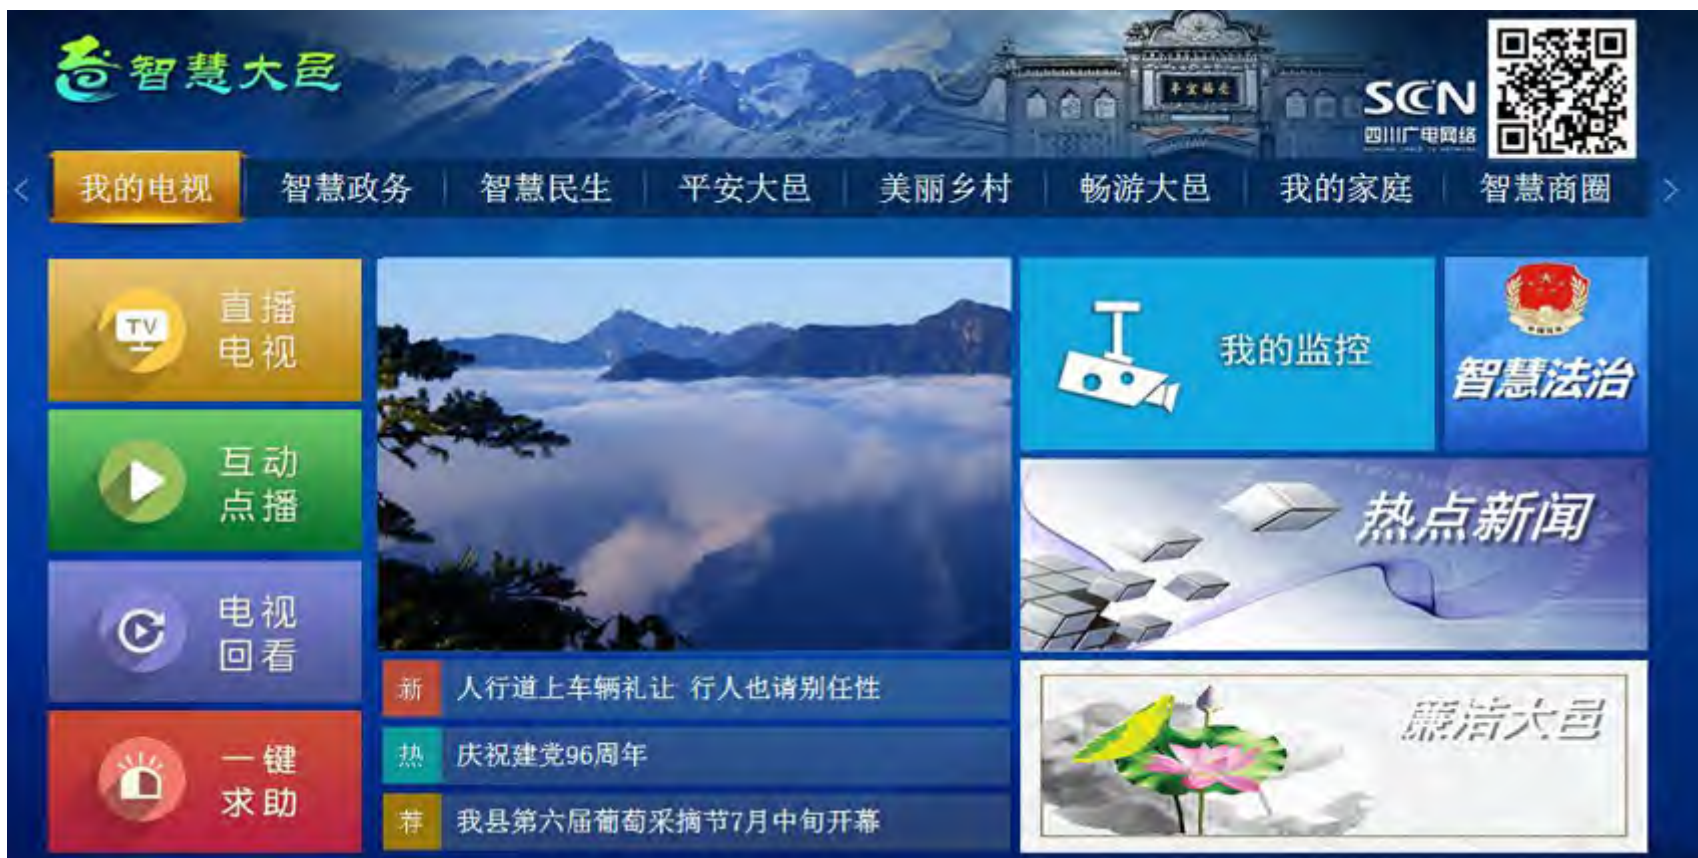 智慧大邑
SCN
四川广电网络
<
我的电视
智慧政务
智慧民生
平安大邑
美丽乡村
畅游大邑
我的家庭
智慧商圈
>
TV
直播
电视
互动
点播
电视
回看
一键
求助
我的监控
智慧法治
热点新闻
新 人行道上车辆礼让 行人也请别任性
热 庆祝建党96周年
荐 我县第六届葡萄采摘节7月中旬开幕
廉洁大邑